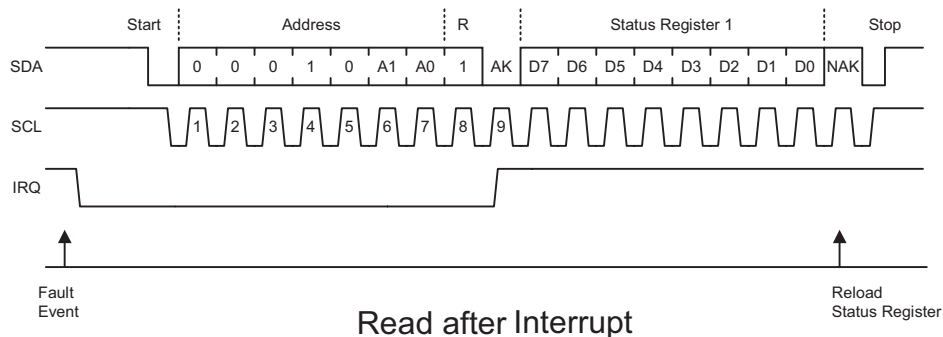 Start Address R Status Register 1 Stop
SDA 0 0 0 1 0 A1 A0 1 AK D7 D6 D5 D4 D3 D2 D1 D0 NAK
SCL 1 2 3 4 5 6 7 8 9
IRQ
Fault Reload
Event Status Register
Read after Interrupt